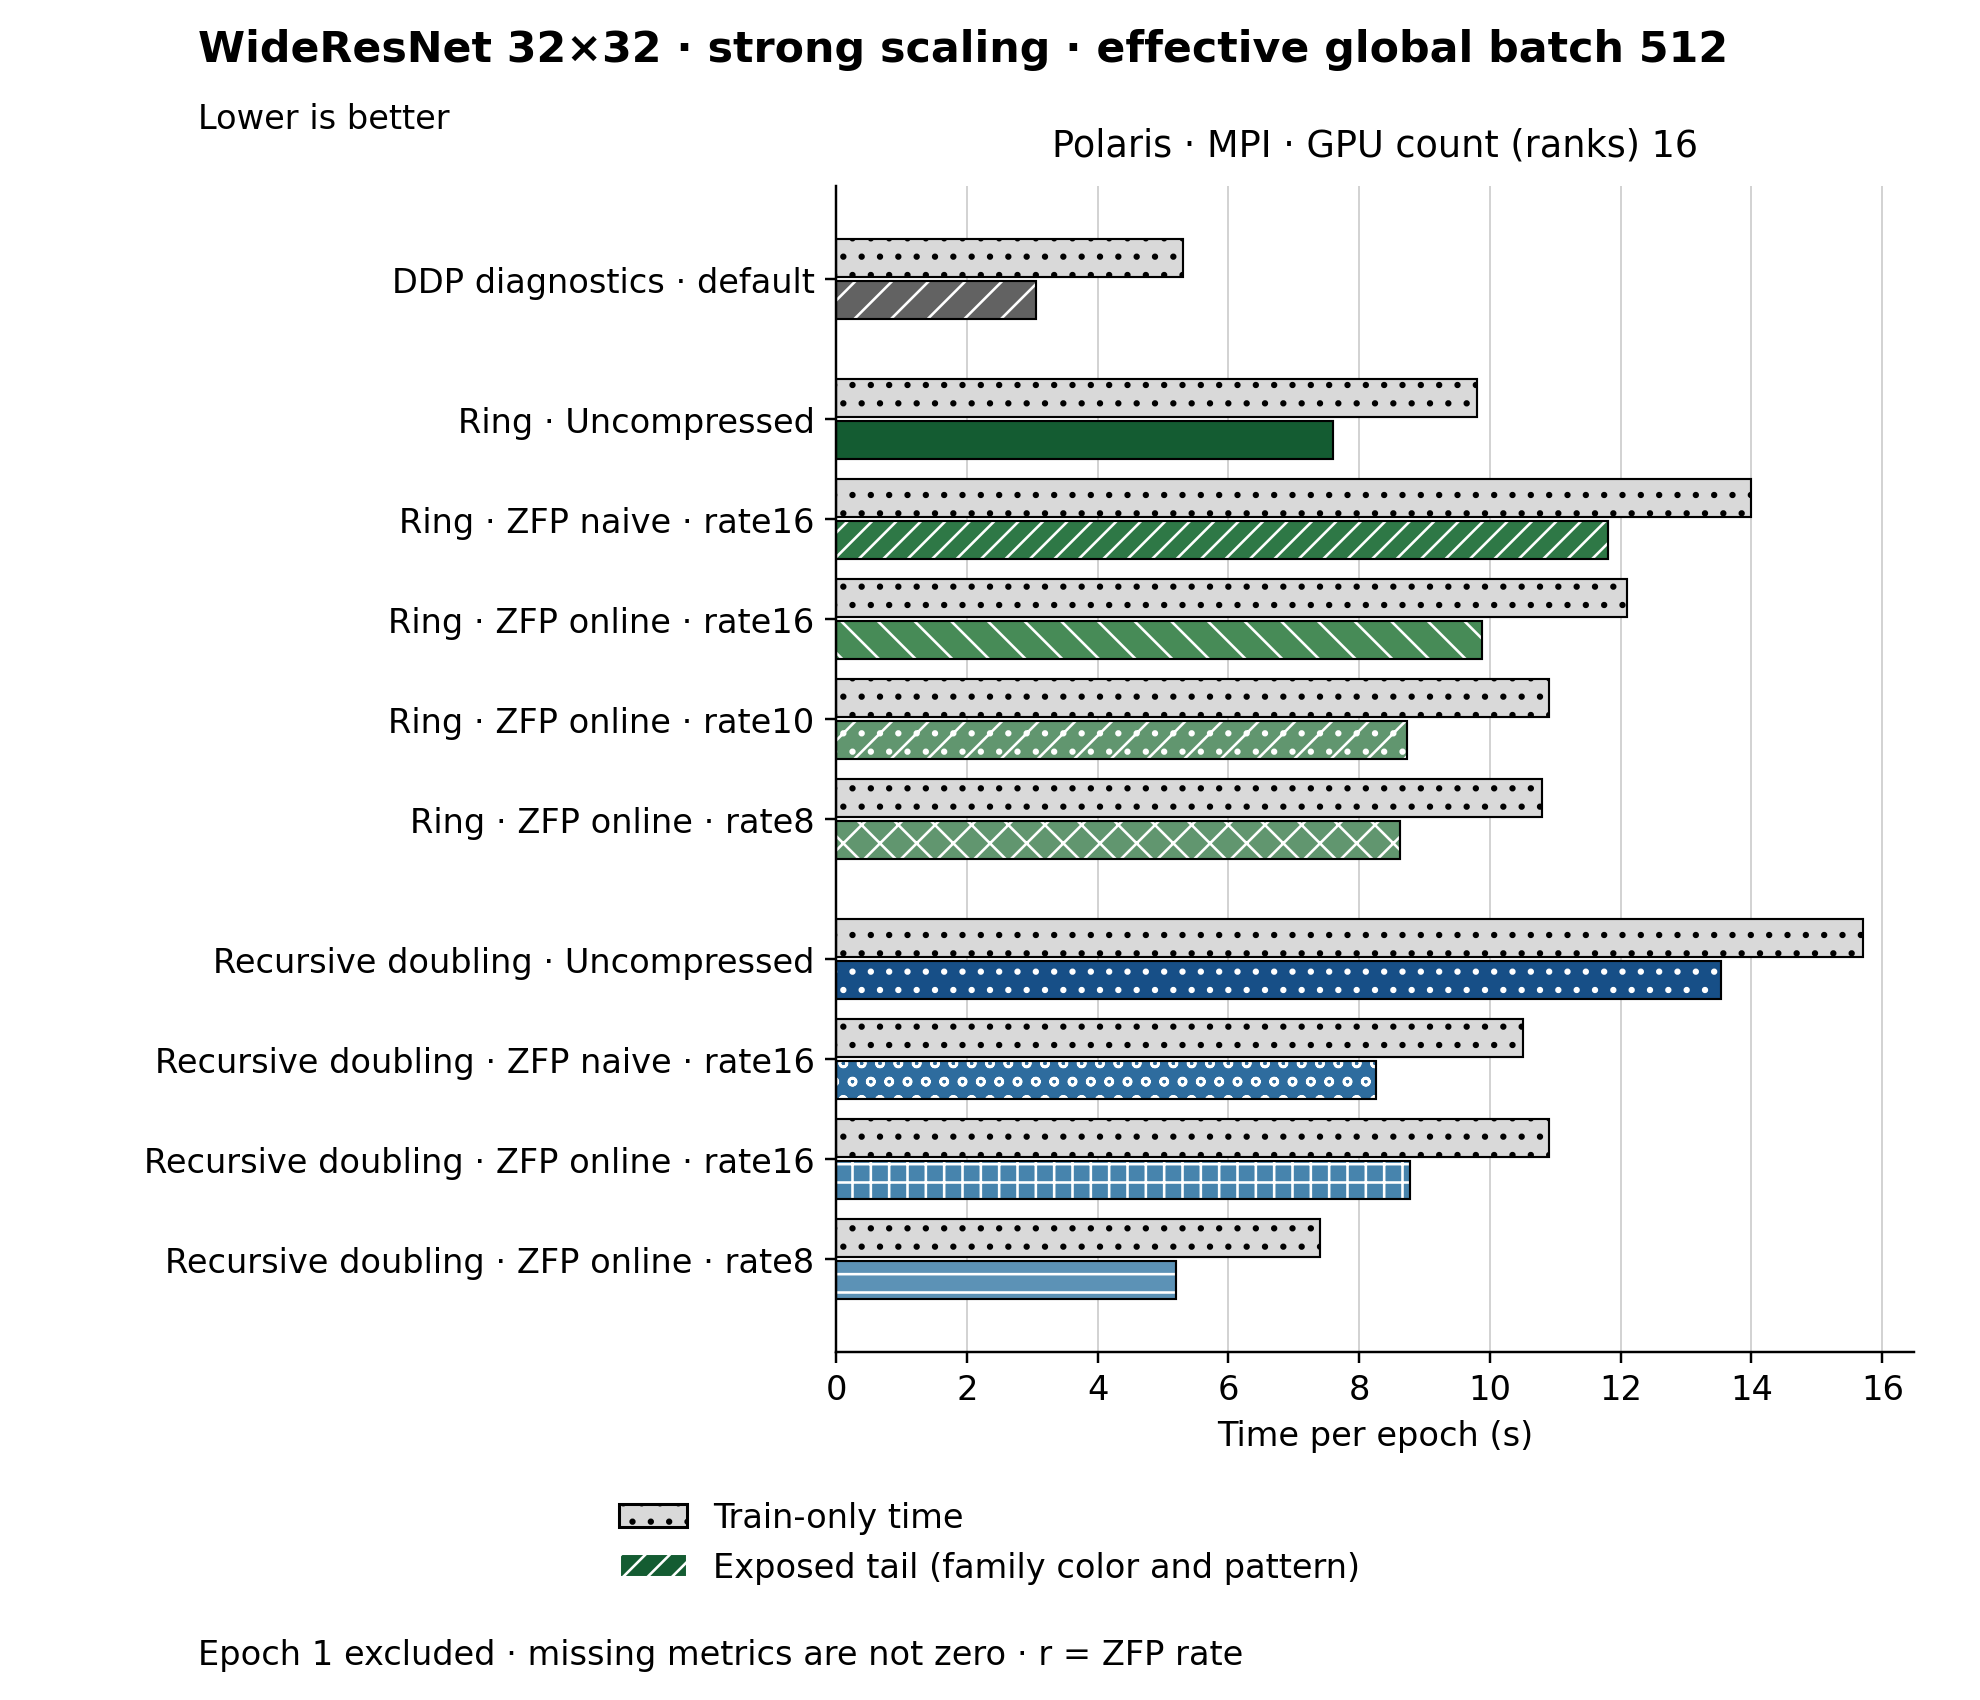 WideResNet 32×32 · strong scaling · effective global batch 512
Lower is better
Polaris · MPI · GPU count (ranks) 16
DDP diagnostics · default
Ring · Uncompressed
Ring · ZFP naive · rate16
Ring · ZFP online · rate16
Ring · ZFP online · rate10
Ring · ZFP online · rate8
Recursive doubling · Uncompressed
Recursive doubling · ZFP naive · rate16
Recursive doubling · ZFP online · rate16
Recursive doubling · ZFP online · rate8
0 2 4 6 8 10 12 14 16
Time per epoch (s)
Train-only time
Exposed tail (family color and pattern)
Epoch 1 excluded · missing metrics are not zero · r = ZFP rate